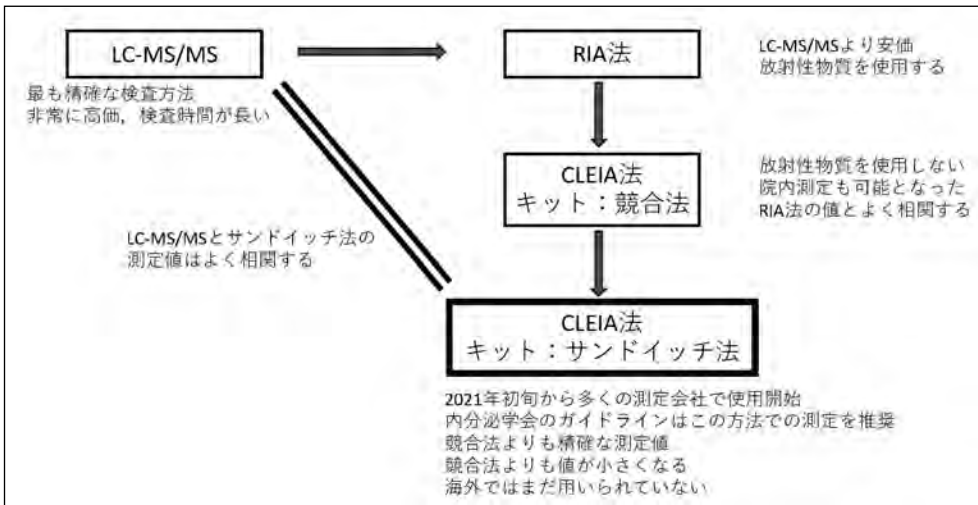 LC-MS/MS
最も精確な検査方法
非常に高価，検査時間が長い
RIA法
LC-MS/MSより安価
放射性物質を使用する
CLEIA法
キット：競合法
放射性物質を使用しない
院内測定も可能となった
RIA法の値とよく相関する
LC-MS/MSとサンドイッチ法の
測定値はよく相関する
CLEIA法
キット：サンドイッチ法
2021年初旬から多くの測定会社で使用開始
内分泌学会のガイドラインはこの方法での測定を推奨
競合法よりも精確な測定値
競合法よりも値が小さくなる
海外ではまだ用いられていない